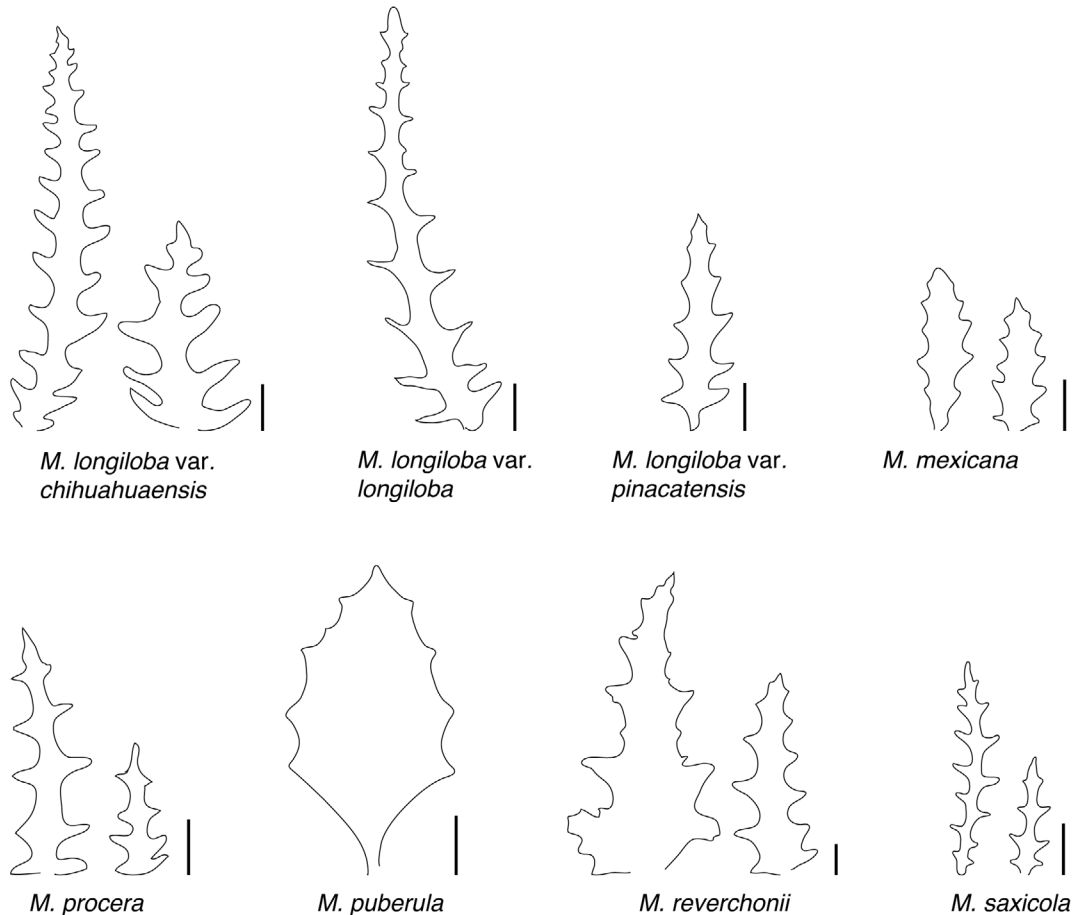 M. longiloba var.
chihuahuaensis
M. longiloba var.
longiloba
M. longiloba var.
pinacatensis
M. mexicana
M. procera
M. puberula
M. reverchonii
M. saxicola